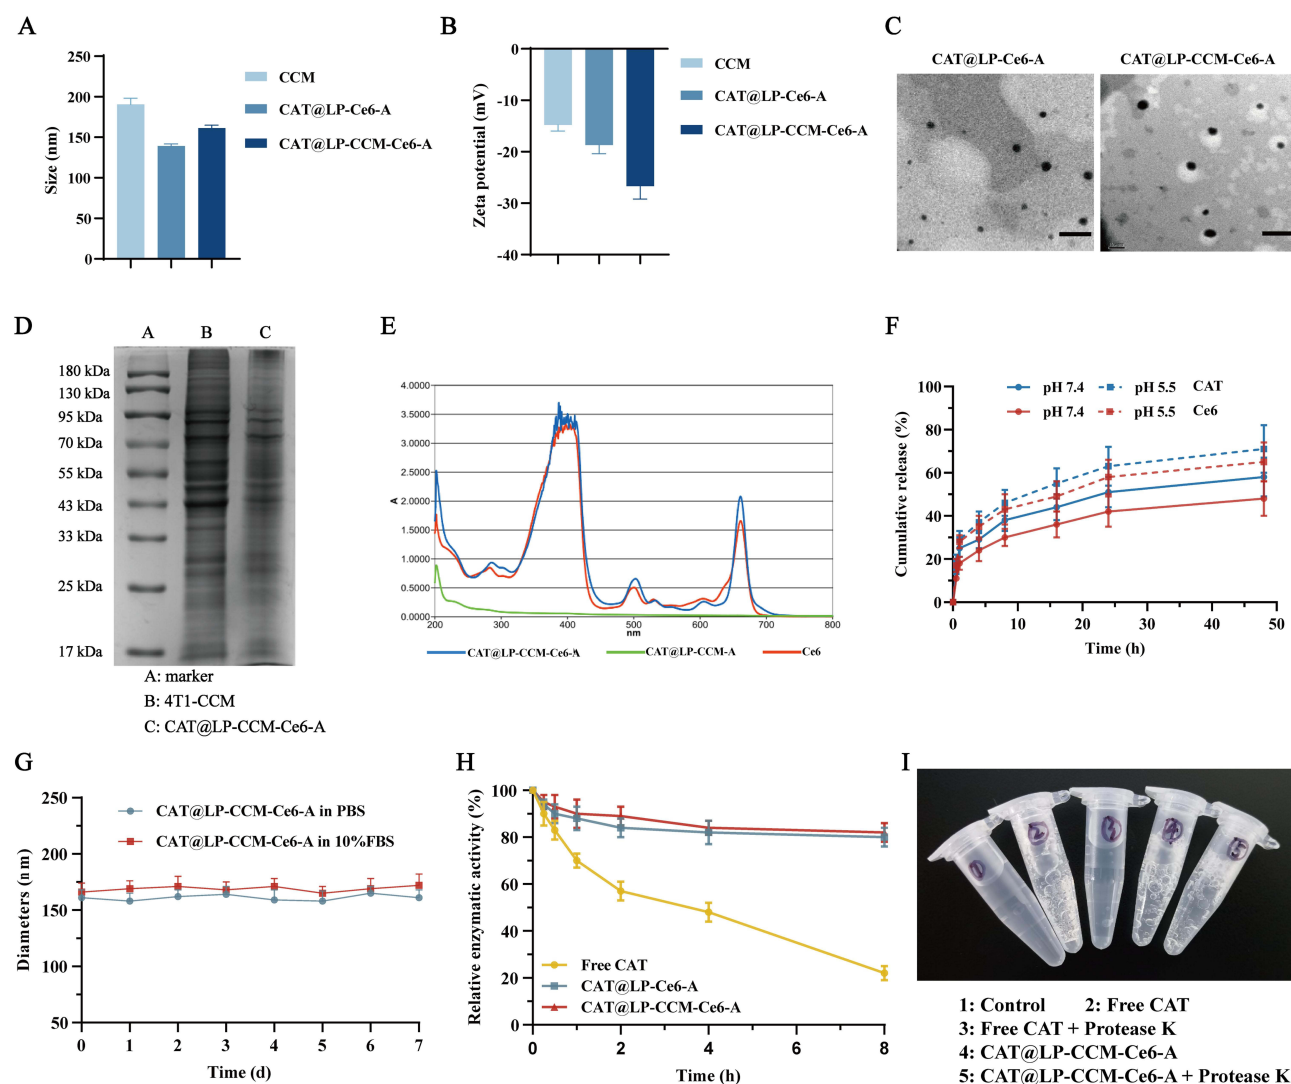 A
250
200
150
100
50
0
Size (nm)
CCM
CAT@LP-Ce6-A
CAT@LP-CCM-Ce6-A
B
0
-10
-20
-30
-40
Zeta potential (mV)
CCM
CAT@LP-Ce6-A
CAT@LP-CCM-Ce6-A
C
CAT@LP-Ce6-A
CAT@LP-CCM-Ce6-A
D
A B C
180 kDa
130 kDa
95 kDa
70 kDa
55 kDa
43 kDa
33 kDa
25 kDa
17 kDa
A: marker
B: 4T1-CCM
C: CAT@LP-CCM-Ce6-A
E
4.0000
3.5000
3.0000
2.5000
2.0000
1.5000
1.0000
0.5000
0.0000
A
200 300 400 500 600 700 800
nm
CAT@LP-CCM-Ce6-A
CAT@LP-CCM-A
Ce6
F
100
80
60
40
20
0
Cumulative release (%)
pH 7.4 pH 5.5 CAT
pH 7.4 pH 5.5 Ce6
0 10 20 30 40 50
Time (h)
G
250
200
150
100
50
Diameters (nm)
CAT@LP-CCM-Ce6-A in PBS
CAT@LP-CCM-Ce6-A in 10%FBS
0 1 2 3 4 5 6 7
Time (d)
H
100
80
60
40
20
0
Relative enzymatic activity (%)
Free CAT
CAT@LP-Ce6-A
CAT@LP-CCM-Ce6-A
0 2 4 6 8
Time (h)
I
1 2 3 4 5
1: Control 2: Free CAT
3: Free CAT + Protease K
4: CAT@LP-CCM-Ce6-A
5: CAT@LP-CCM-Ce6-A + Protease K